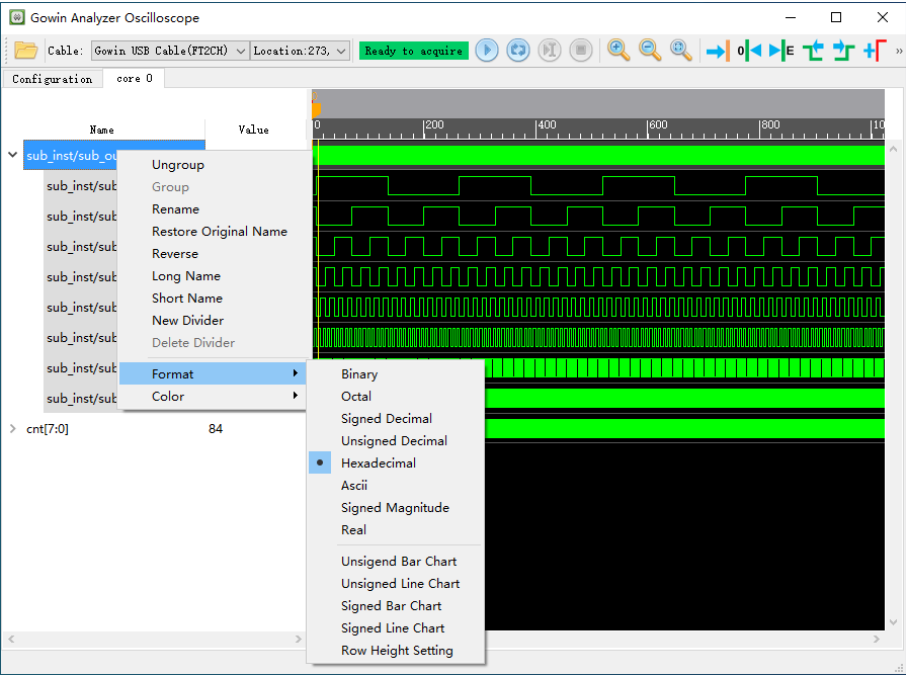 Gowin Analyzer Oscilloscope
Cable: Gowin USB Cable(FT2CH) Location:273, Ready to acquire 0 E »
Configuration core 0
Name Value 0 200 400 600 800 10
sub_inst/sub_ou
sub_inst/sub
sub_inst/sub
sub_inst/sub
sub_inst/sub
sub_inst/sub
sub_inst/sub
sub_inst/sub
sub_inst/sub
cnt[7:0] 84
Ungroup
Group
Rename
Restore Original Name
Reverse
Long Name
Short Name
New Divider
Delete Divider
Format
Color
Binary
Octal
Signed Decimal
Unsigned Decimal
Hexadecimal
Ascii
Signed Magnitude
Real
Unsigend Bar Chart
Unsigned Line Chart
Signed Bar Chart
Signed Line Chart
Row Height Setting